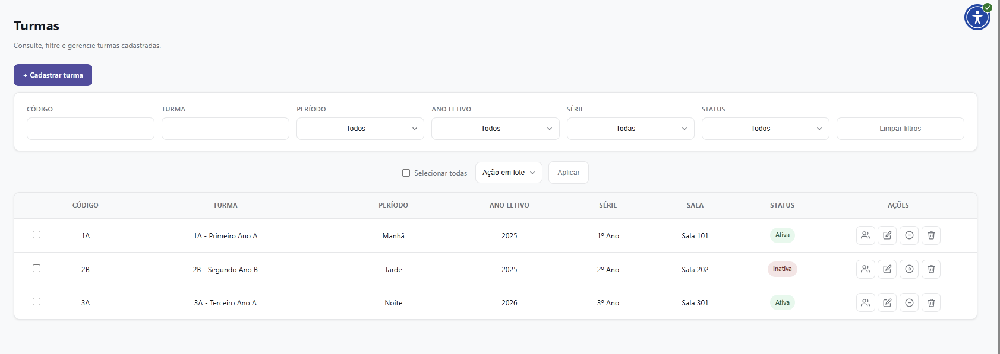 Turmas
Consulte, filtre e gerencie turmas cadastradas.
+ Cadastrar turma
CÓDIGO TURMA PERÍODO ANO LETIVO SÉRIE STATUS
Todos Todos Todas Todos Limpar filtros
Selecionar todas Ação em lote Aplicar
CÓDIGO TURMA PERÍODO ANO LETIVO SÉRIE SALA STATUS AÇÕES
1A 1A - Primeiro Ano A Manhã 2025 1º Ano Sala 101 Ativa
2B 2B - Segundo Ano B Tarde 2025 2º Ano Sala 202 Inativa
3A 3A - Terceiro Ano A Noite 2026 3º Ano Sala 301 Ativa